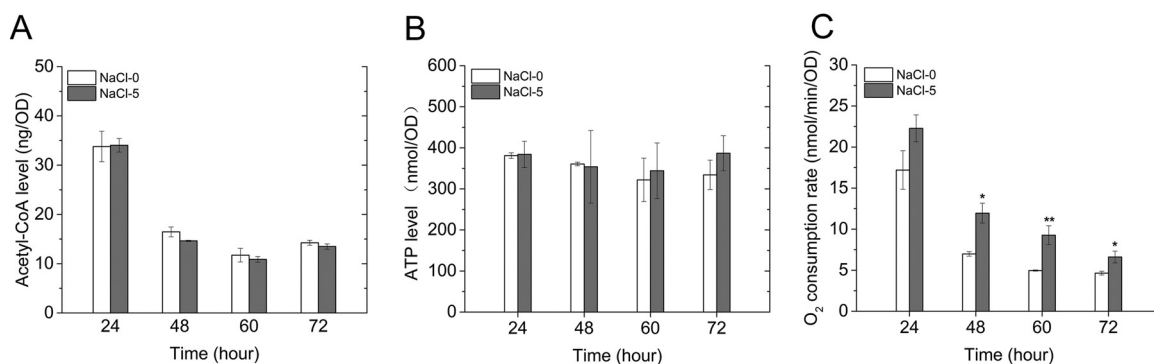 A
Acetyl-CoA level (ng/OD)
50
40
30
20
10
0
NaCl-0
NaCl-5
24 48 60 72
Time (hour)
B
ATP level (nmol/OD)
600
500
400
300
200
100
0
NaCl-0
NaCl-5
24 48 60 72
Time (hour)
C
O₂ consumption rate (nmol/min/OD)
30
25
20
15
10
5
0
NaCl-0
NaCl-5
*
**
*
24 48 60 72
Time (hour)